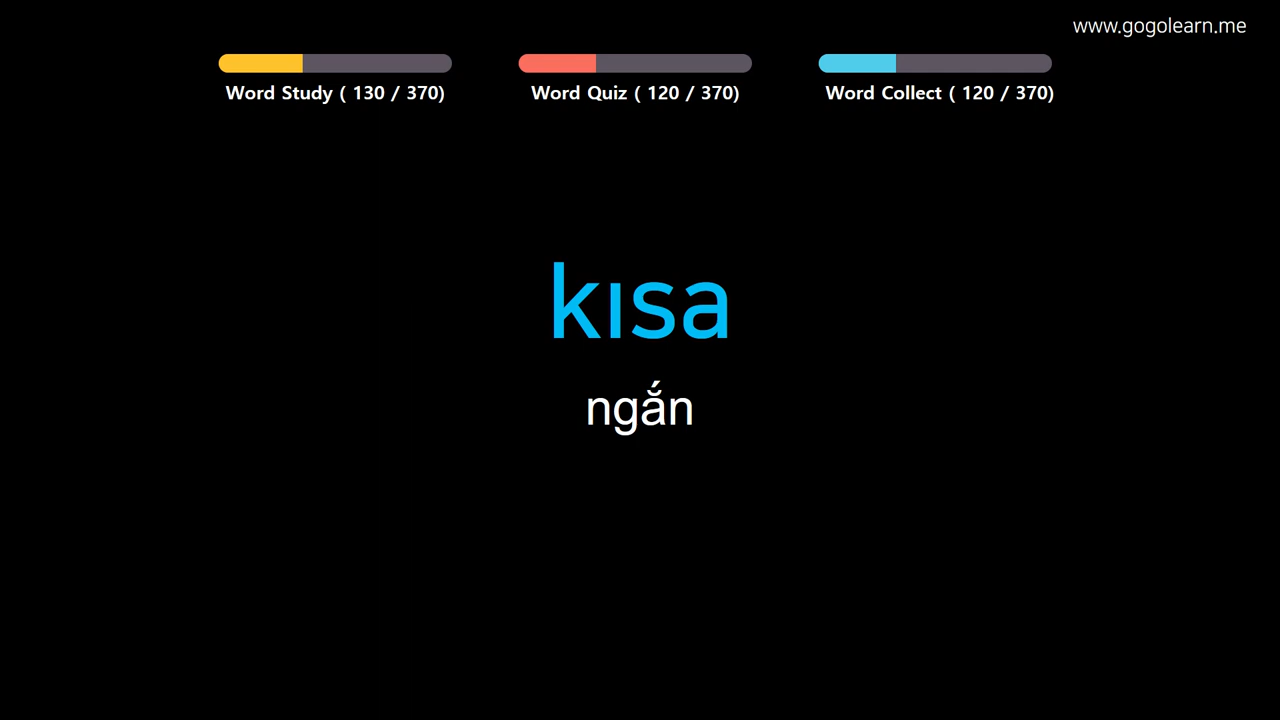 www.gogolearn.me
Word Study ( 130 / 370)
Word Quiz ( 120 / 370)
Word Collect ( 120 / 370)
kısa
ngắn